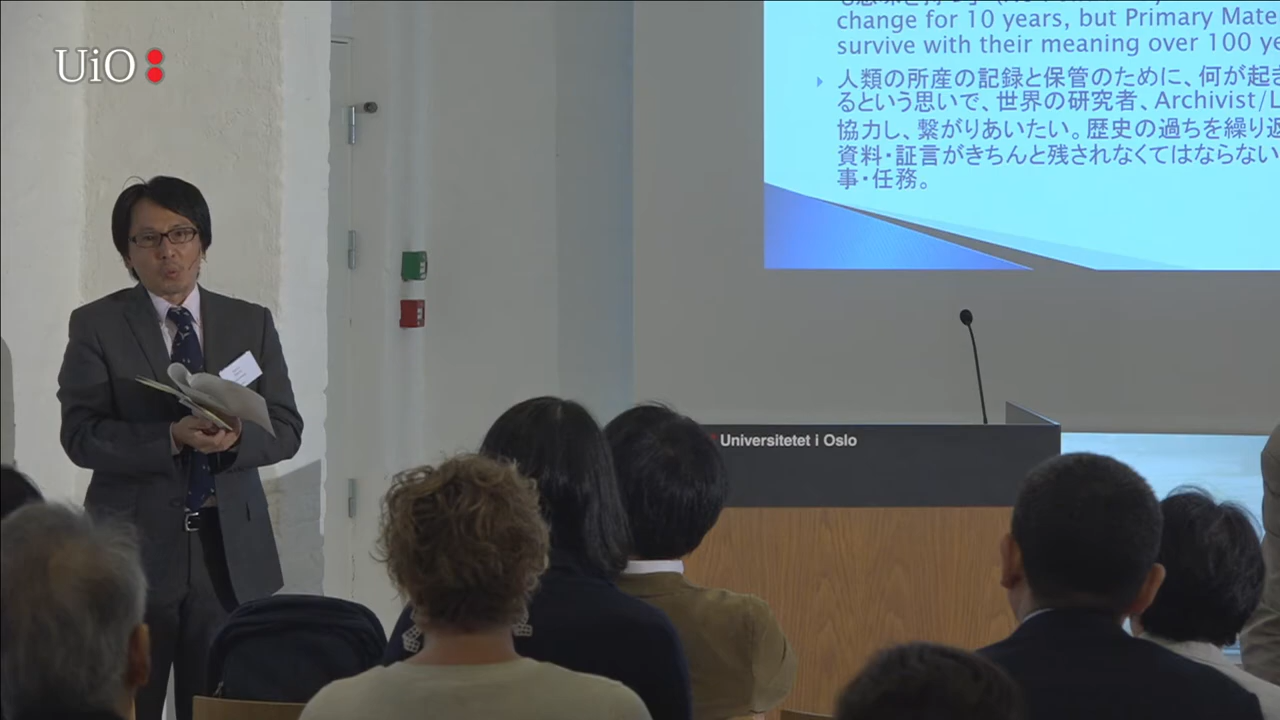 UiO
change for 10 years, but Primary Mate
survive with their meaning over 100 ye
人類の所産の記録と保管のために、何が起き
るという思いで、世界の研究者、Archivist/L
協力し、繋がりあいたい。歴史の過ちを繰り返
資料・証言がきちんと残されなくてはならない
事・任務。
Universitetet i Oslo